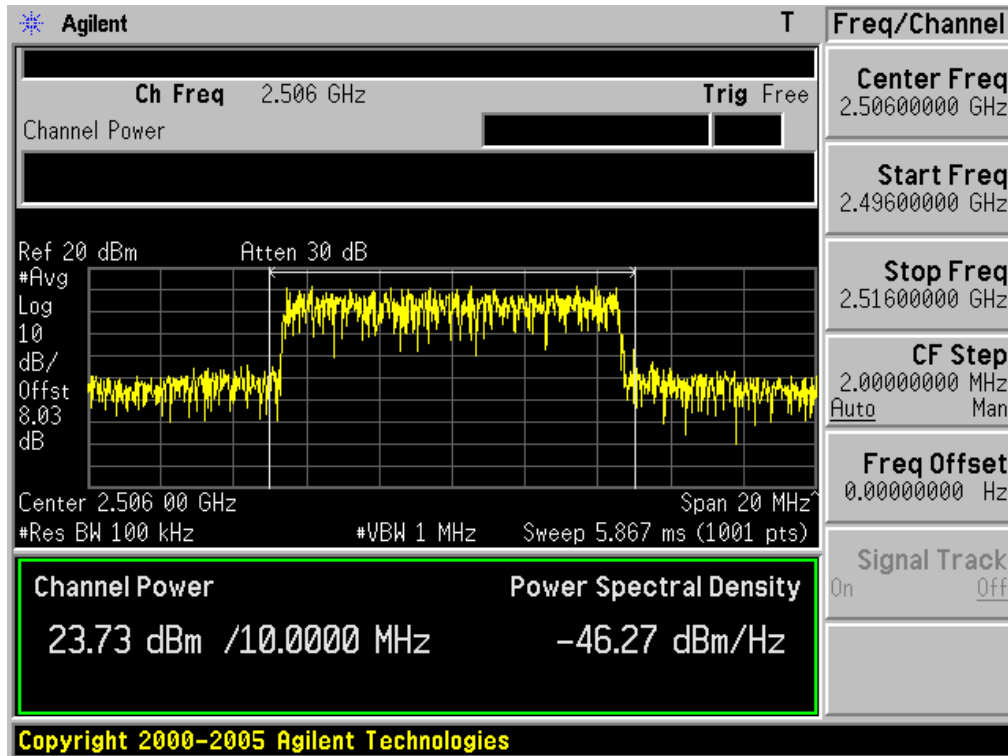 Agilent T
Ch Freq 2.506 GHz Trig Free
Channel Power
Ref 20 dBm Atten 30 dB
#Avg
Log
10
dB/
Offst
8.03
dB
Center 2.506 00 GHz Span 20 MHz^
#Res BW 100 kHz #VBW 1 MHz Sweep 5.867 ms (1001 pts)
Channel Power Power Spectral Density
23.73 dBm /10.0000 MHz -46.27 dBm/Hz
Copyright 2000-2005 Agilent Technologies
Freq/Channel
Center Freq
2.50600000 GHz
Start Freq
2.49600000 GHz
Stop Freq
2.51600000 GHz
CF Step
2.00000000 MHz
Auto Man
Freq Offset
0.00000000 Hz
Signal Track
On Off